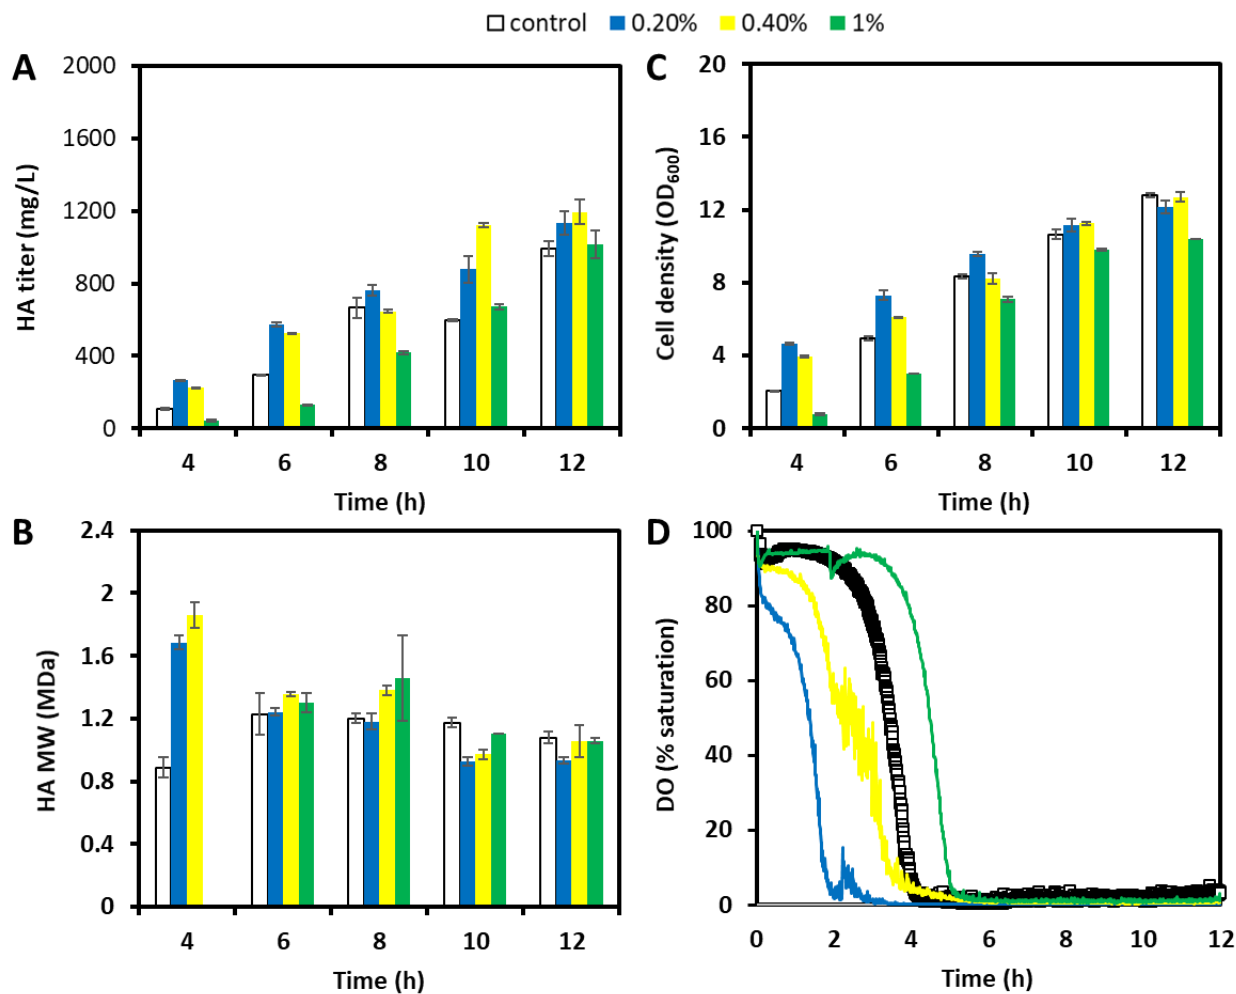 control 0.20% 0.40% 1%
A
2000
1600
1200
800
400
0
HA titer (mg/L)
4 6 8 10 12
Time (h)
C
20
16
12
8
4
0
Cell density (OD600)
4 6 8 10 12
Time (h)
B
2.4
2
1.6
1.2
0.8
0.4
0
HA MW (MDa)
4 6 8 10 12
Time (h)
D
100
80
60
40
20
0
DO (% saturation)
0 2 4 6 8 10 12
Time (h)